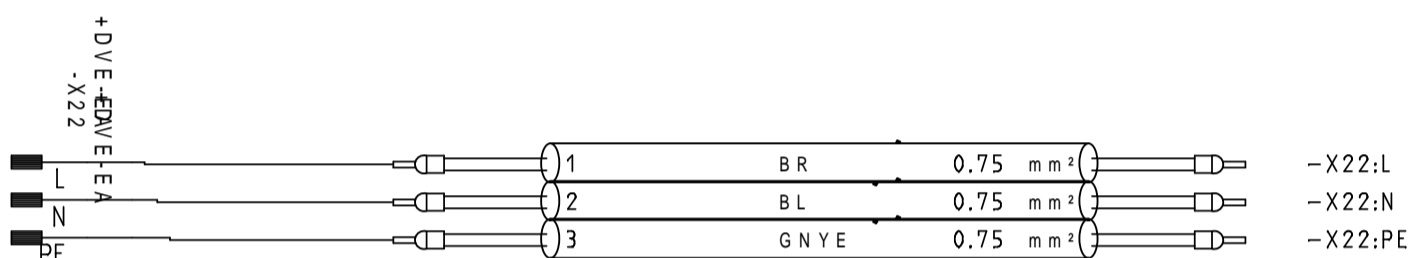 +DVE-EA
-X22
L
1 BR 0.75 mm² -X22:L
N
2 BL 0.75 mm² -X22:N
PE
3 GNYE 0.75 mm² -X22:PE